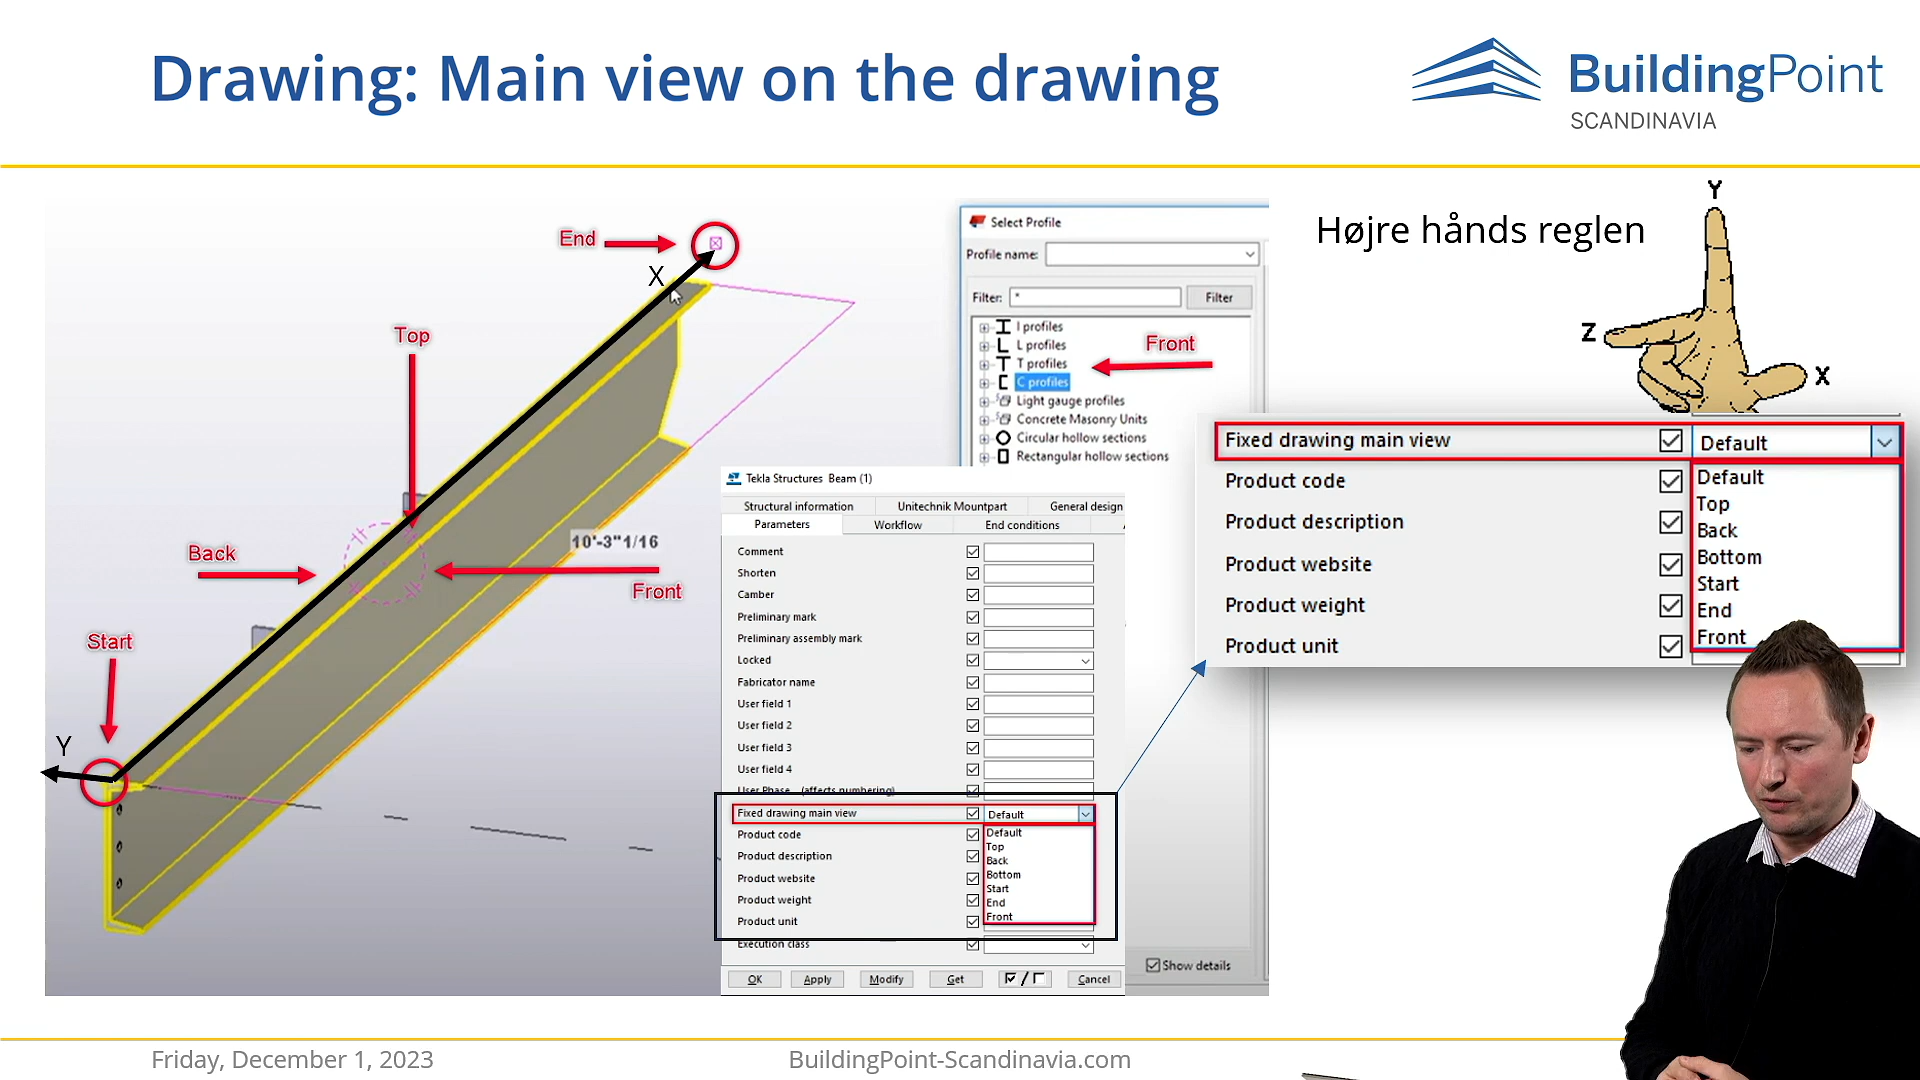 Drawing: Main view on the drawing
BuildingPoint
SCANDINAVIA
End
X
Top
Back
10'-3"1/16
Front
Start
Y
Select Profile
Profile name:
Filter: *
Filter
I profiles
L profiles
T profiles
C profiles
Light gauge profiles
Concrete Masonry Units
Circular hollow sections
Rectangular hollow sections
Front
Show details
Højre hånds reglen
Y
Z
X
Tekla Structures Beam (1)
Structural information
Unitechnik Mountpart
General design
Parameters
Workflow
End conditions
Comment
Shorten
Camber
Preliminary mark
Preliminary assembly mark
Locked
Fabricator name
User field 1
User field 2
User field 3
User field 4
User Phase (affects numbering)
Fixed drawing main view
Default
Product code
Product description
Product website
Product weight
Product unit
Execution class
Default
Top
Back
Bottom
Start
End
Front
OK
Apply
Modify
Get
/
Cancel
Fixed drawing main view
Default
Product code
Product description
Product website
Product weight
Product unit
Default
Top
Back
Bottom
Start
End
Front
Friday, December 1, 2023
BuildingPoint-Scandinavia.com